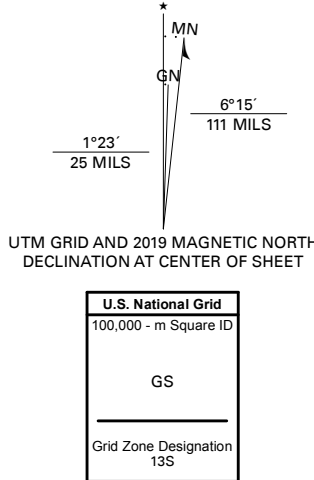 ★
MN
GN
6°15´
111 MILS
1°23´
25 MILS
UTM GRID AND 2019 MAGNETIC NORTH
DECLINATION AT CENTER OF SHEET
U.S. National Grid
100,000 - m Square ID
GS
Grid Zone Designation
13S